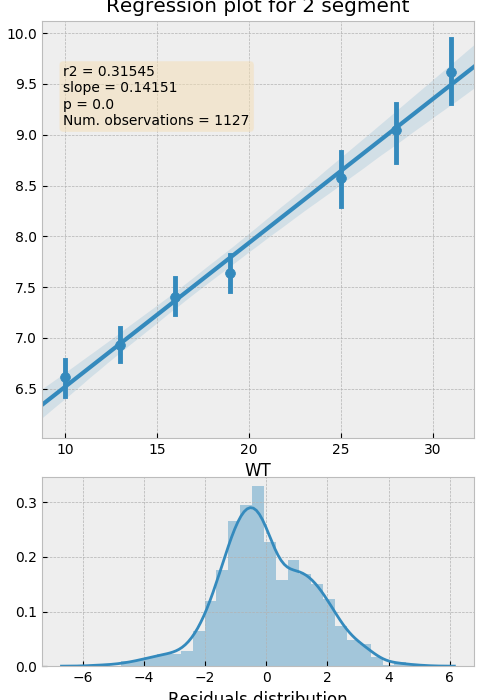 Regression plot for 2 segment
10.0
9.5
9.0
8.5
8.0
7.5
7.0
6.5
r2 = 0.31545
slope = 0.14151
p = 0.0
Num. observations = 1127
10 15 20 25 30
WT
0.3
0.2
0.1
0.0
−6 −4 −2 0 2 4 6
Residuals distribution